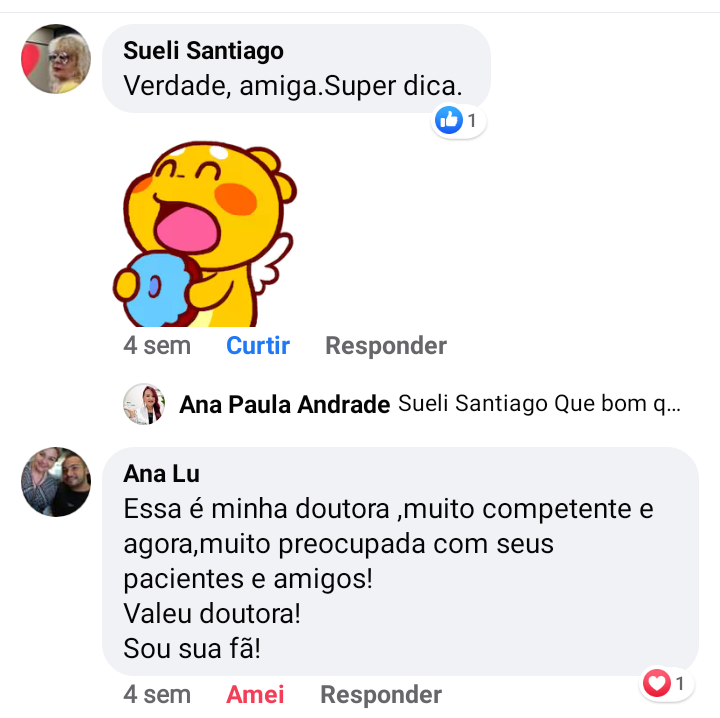 Sueli Santiago
Verdade, amiga.Super dica.
1
4 sem Curtir Responder
Ana Paula Andrade Sueli Santiago Que bom q...
Ana Lu
Essa é minha doutora ,muito competente e
agora,muito preocupada com seus
pacientes e amigos!
Valeu doutora!
Sou sua fã!
1
4 sem Amei Responder